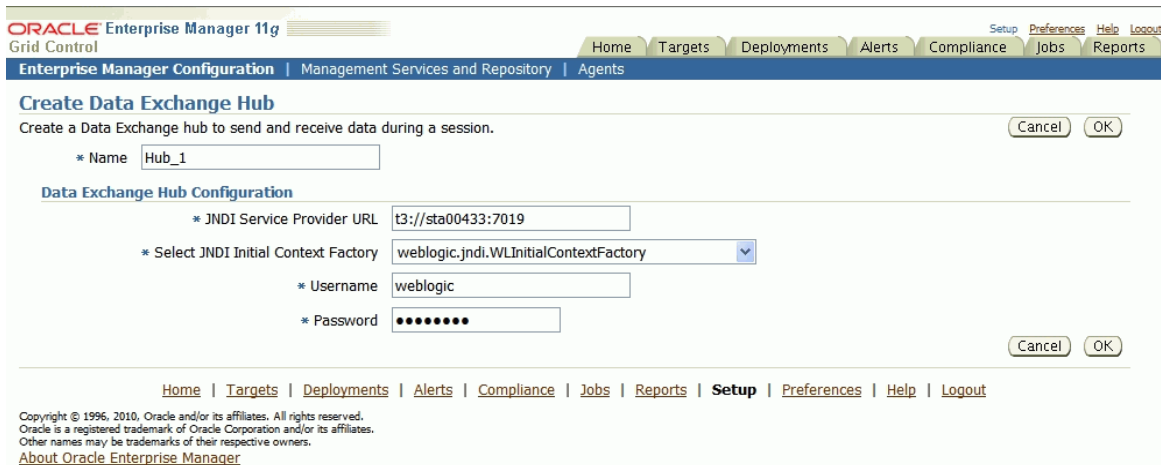 ORACLE Enterprise Manager 11g
Grid Control
Setup Preferences Help Logout
Home Targets Deployments Alerts Compliance Jobs Reports
Enterprise Manager Configuration | Management Services and Repository | Agents
Create Data Exchange Hub
Create a Data Exchange hub to send and receive data during a session.
Cancel OK
* Name Hub_1
Data Exchange Hub Configuration
* JNDI Service Provider URL t3://sta00433:7019
* Select JNDI Initial Context Factory weblogic.jndi.WLInitialContextFactory
* Username weblogic
* Password ●●●●●●●●
Cancel OK
Home | Targets | Deployments | Alerts | Compliance | Jobs | Reports | Setup | Preferences | Help | Logout
Copyright © 1996, 2010, Oracle and/or its affiliates. All rights reserved.
Oracle is a registered trademark of Oracle Corporation and/or its affiliates.
Other names may be trademarks of their respective owners.
About Oracle Enterprise Manager